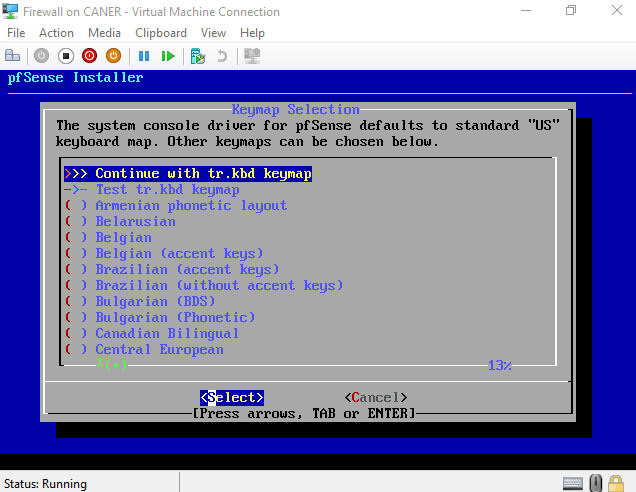 Firewall on CANER - Virtual Machine Connection
File Action Media Clipboard View Help
pfSense Installer
Keymap Selection
The system console driver for pfSense defaults to standard "US"
keyboard map. Other keymaps can be chosen below.
>>> Continue with tr.kbd keymap
->- Test tr.kbd keymap
( ) Armenian phonetic layout
( ) Belarusian
( ) Belgian
( ) Belgian (accent keys)
( ) Brazilian (accent keys)
( ) Brazilian (without accent keys)
( ) Bulgarian (BDS)
( ) Bulgarian (Phonetic)
( ) Canadian Bilingual
( ) Central European
13%
<Select> <Cancel>
[Press arrows, TAB or ENTER]
Status: Running